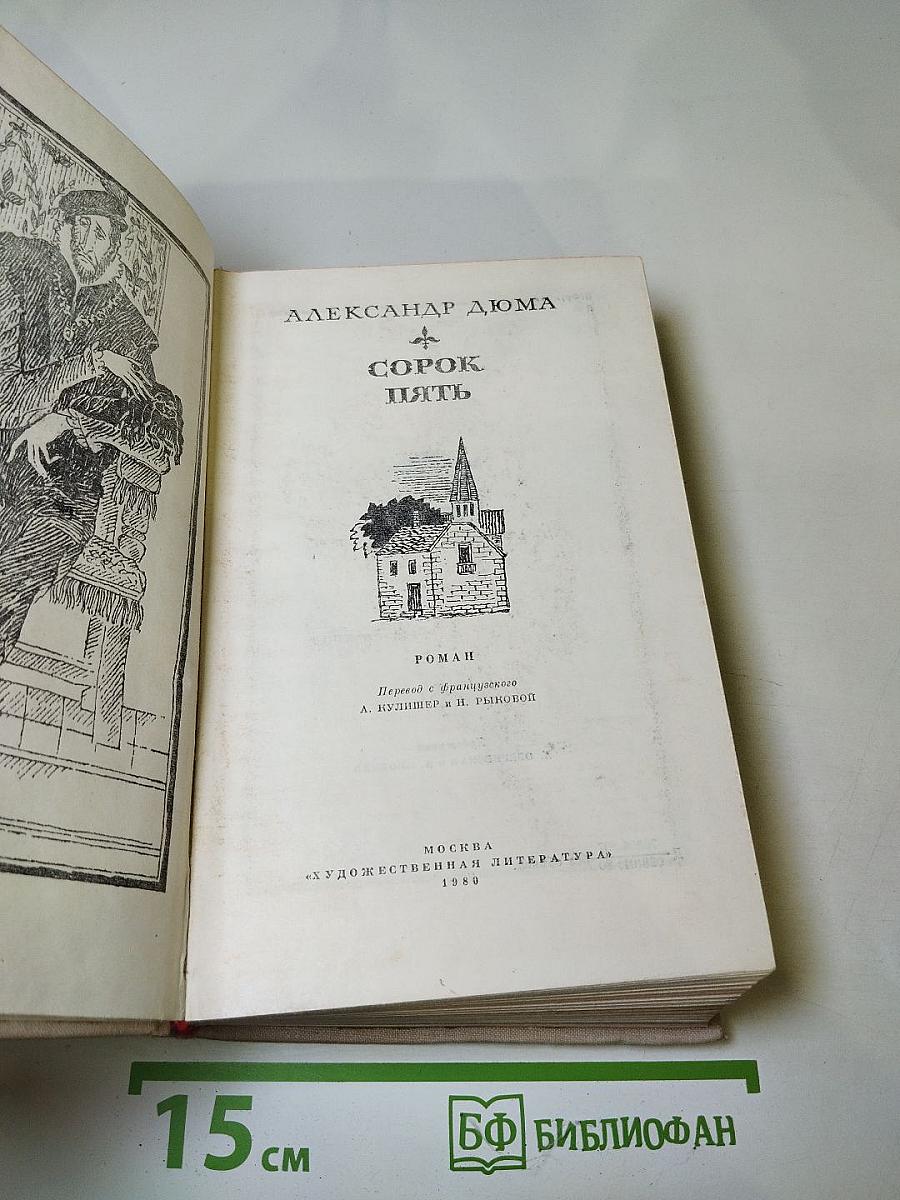 АЛЕКСАНДР ДЮМА
СОРОК
ПЯТЬ
РОМАН
Перевод с французского
А. КУЛИШЕР и Н. РЫКОВОЙ
МОСКВА
«ХУДОЖЕСТВЕННАЯ ЛИТЕРАТУРА»
1980
15 см
БФ БИБЛИОФАН